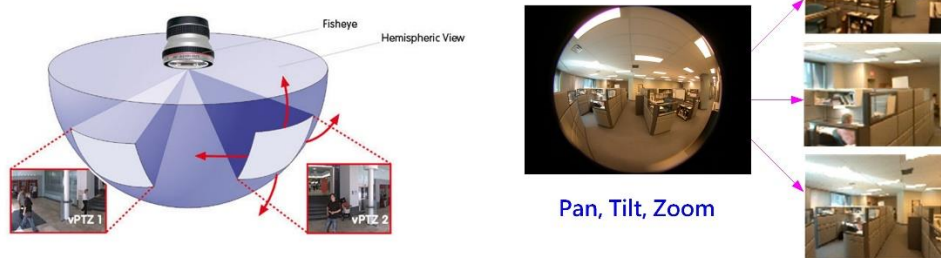 Fisheye
Hemispheric View
vPTZ 1
vPTZ 2
Pan, Tilt, Zoom